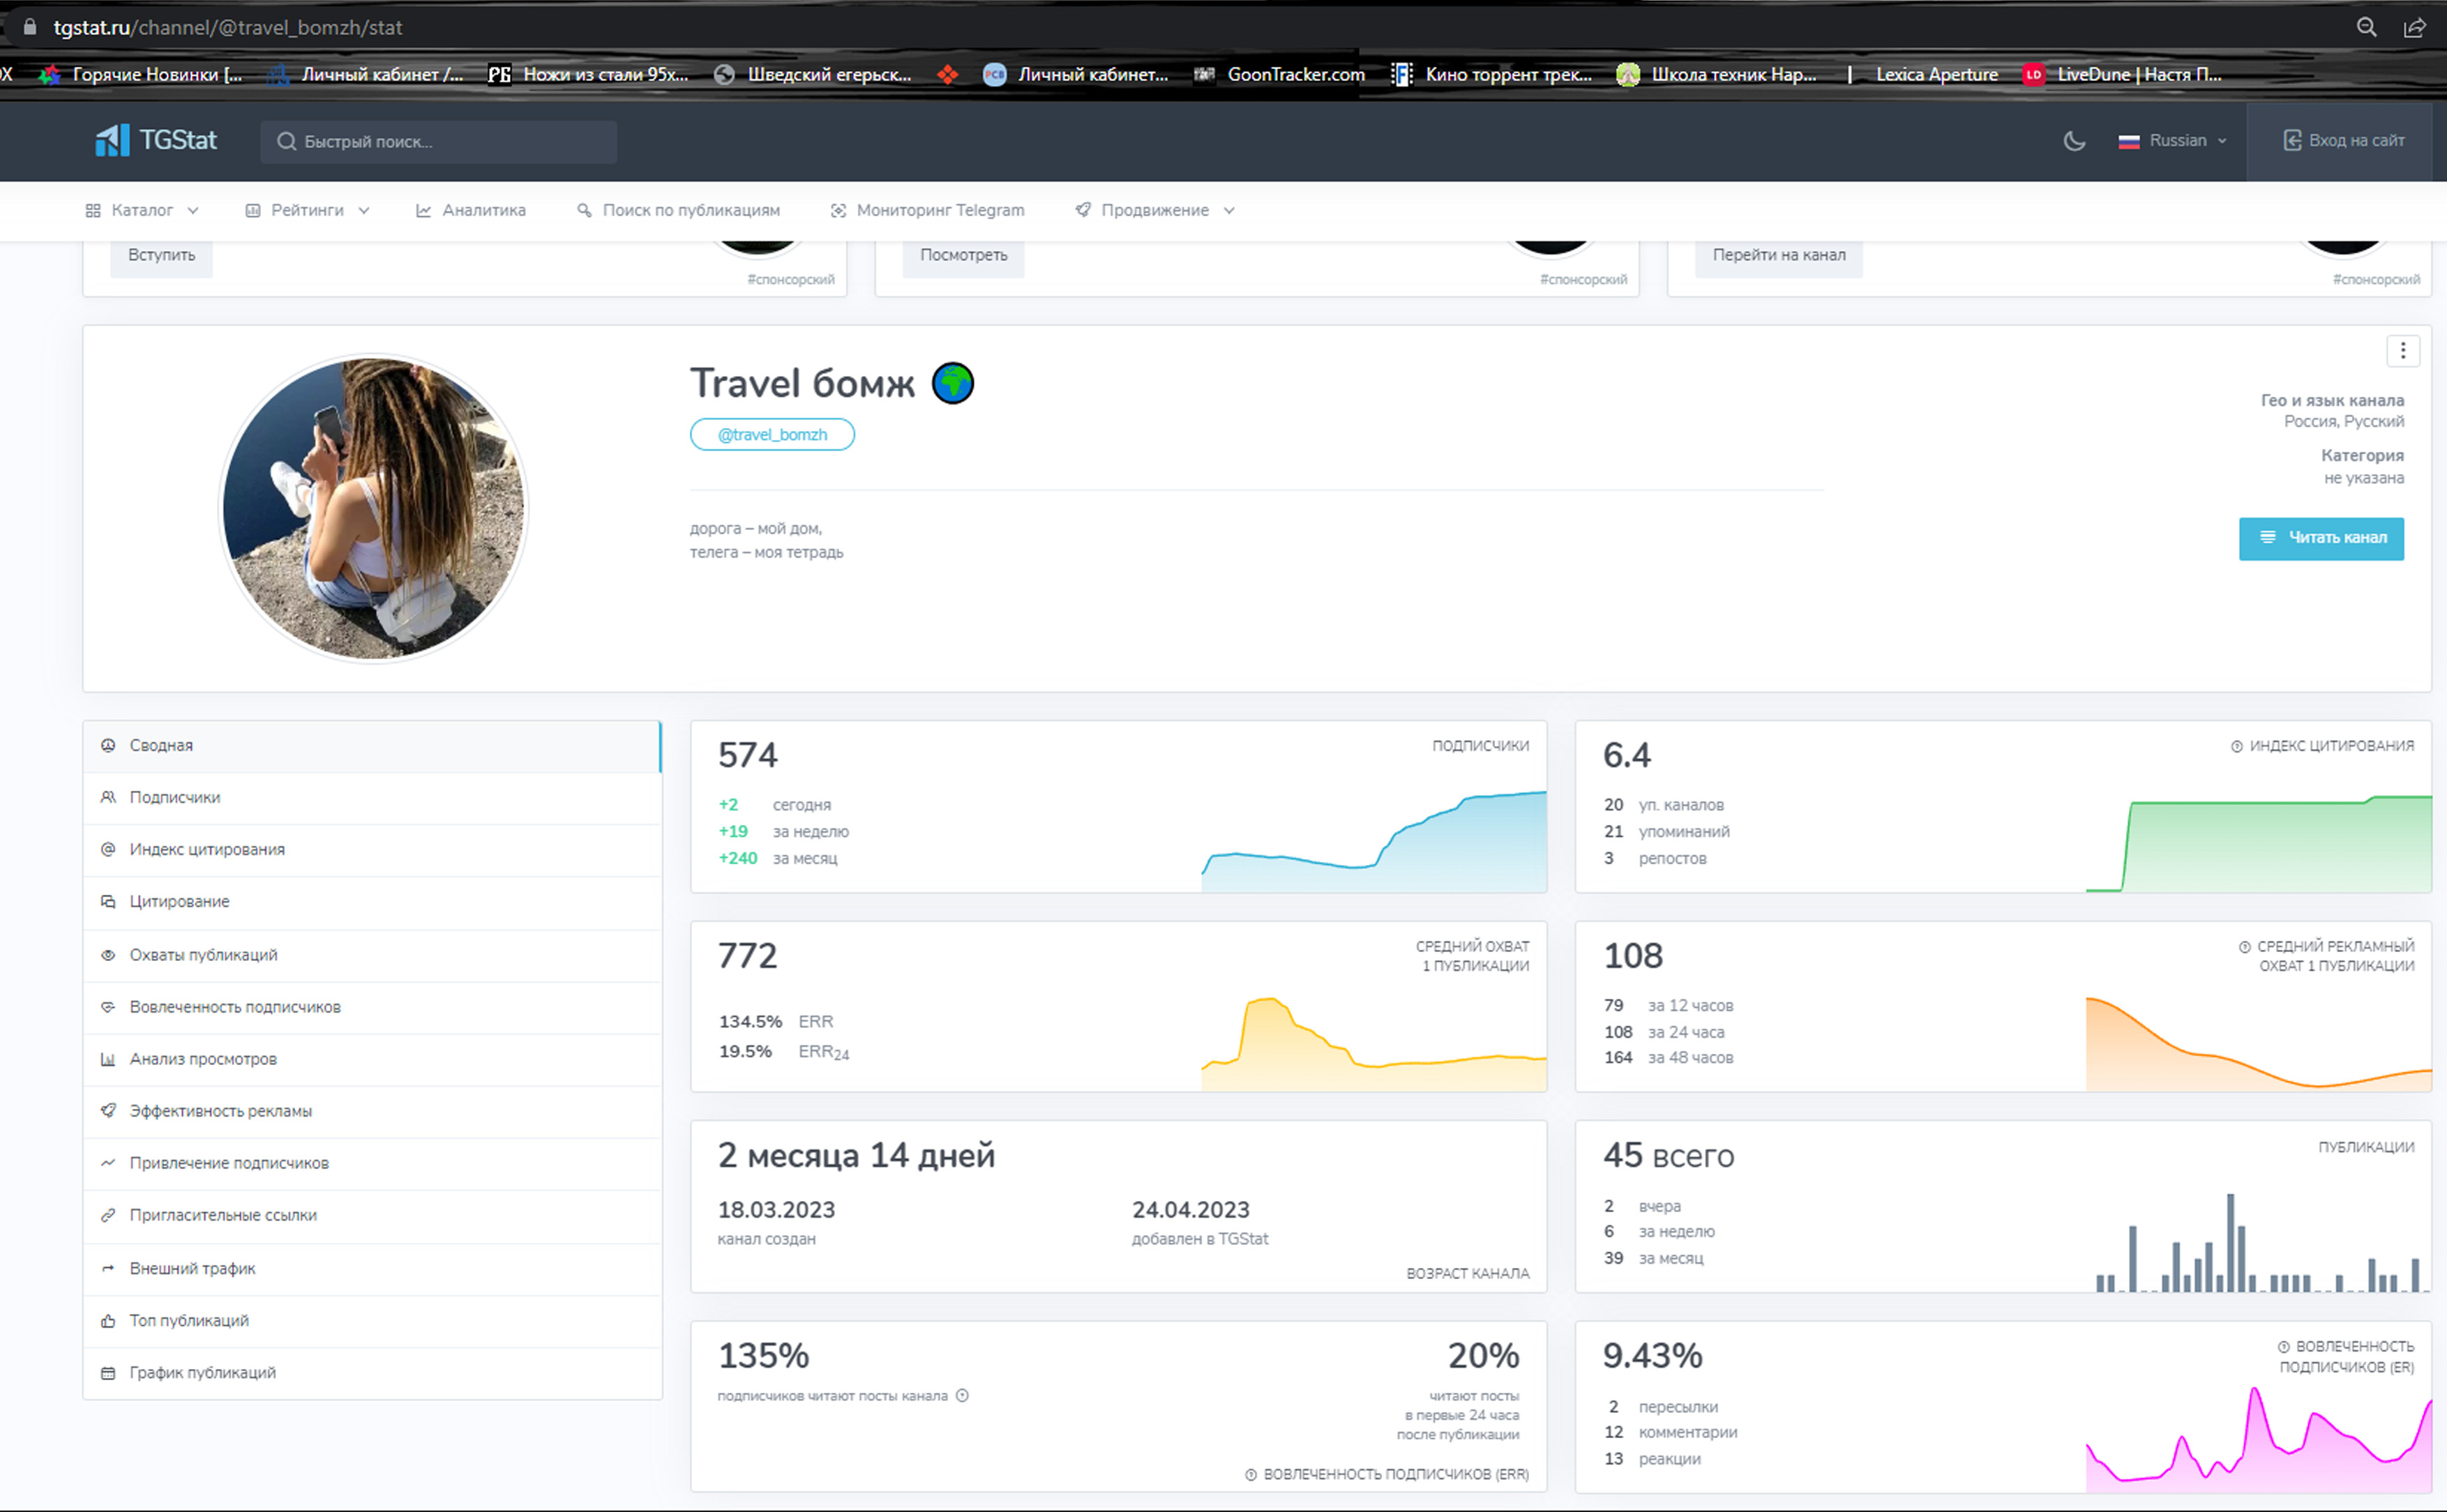 tgstat.ru/channel/@travel_bomzh/stat
Горячие Новинки [... Личный кабинет /... РБ Ножи из стали 95х... Шведский егерьск... РСВ Личный кабинет... GoonTracker.com Кино торрент трек... Школа техник Нар... | Lexica Aperture LD LiveDune | Настя П...
TGStat Быстрый поиск... Russian Вход на сайт
Каталог Рейтинги Аналитика Поиск по публикациям Мониторинг Telegram Продвижение
Вступить Посмотреть Перейти на канал
#спонсорский #спонсорский #спонсорский
Travel бомж
@travel_bomzh
дорога – мой дом,
телега – моя тетрадь
Гео и язык канала
Россия, Русский
Категория
не указана
Читать канал
Сводная
Подписчики
Индекс цитирования
Цитирование
Охваты публикаций
Вовлеченность подписчиков
Анализ просмотров
Эффективность рекламы
Привлечение подписчиков
Пригласительные ссылки
Внешний трафик
Топ публикаций
График публикаций
574 ПОДПИСЧИКИ
+2 сегодня
+19 за неделю
+240 за месяц
6.4 ИНДЕКС ЦИТИРОВАНИЯ
20 уп. каналов
21 упоминаний
3 репостов
772 СРЕДНИЙ ОХВАТ
1 ПУБЛИКАЦИИ
134.5% ERR
19.5% ERR24
108 СРЕДНИЙ РЕКЛАМНЫЙ
ОХВАТ 1 ПУБЛИКАЦИИ
79 за 12 часов
108 за 24 часа
164 за 48 часов
2 месяца 14 дней
18.03.2023 24.04.2023
канал создан добавлен в TGStat
ВОЗРАСТ КАНАЛА
45 всего ПУБЛИКАЦИИ
2 вчера
6 за неделю
39 за месяц
135% 20%
подписчиков читают посты канала читают посты
в первые 24 часа
после публикации
ВОВЛЕЧЕННОСТЬ ПОДПИСЧИКОВ (ERR)
9.43% ВОВЛЕЧЕННОСТЬ
ПОДПИСЧИКОВ (ER)
2 пересылки
12 комментарии
13 реакции